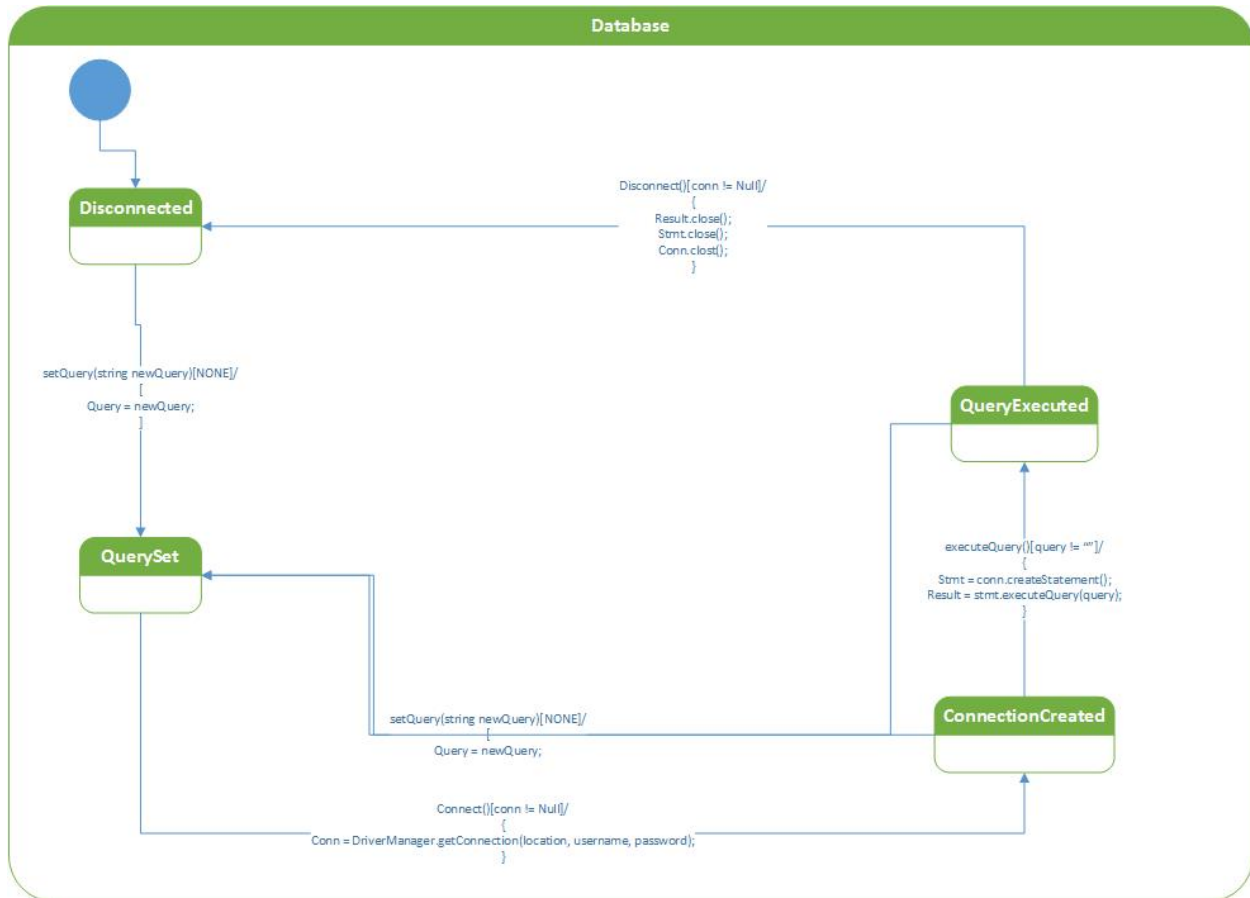 Database
Disconnect()[conn != Null]/
{
Result.close();
Stmt.close();
Conn.clost();
}
Disconnected
setQuery(string newQuery)[NONE]/
[
Query = newQuery;
]
QueryExecuted
QuerySet
executeQuery()[query != “”]/
{
Stmt = conn.createStatement();
Result = stmt.executeQuery(query);
}
ConnectionCreated
setQuery(string newQuery)[NONE]/
[
Query = newQuery;
Connect()[conn != Null]/
{
Conn = DriverManager.getConnection(location, username, password);
}